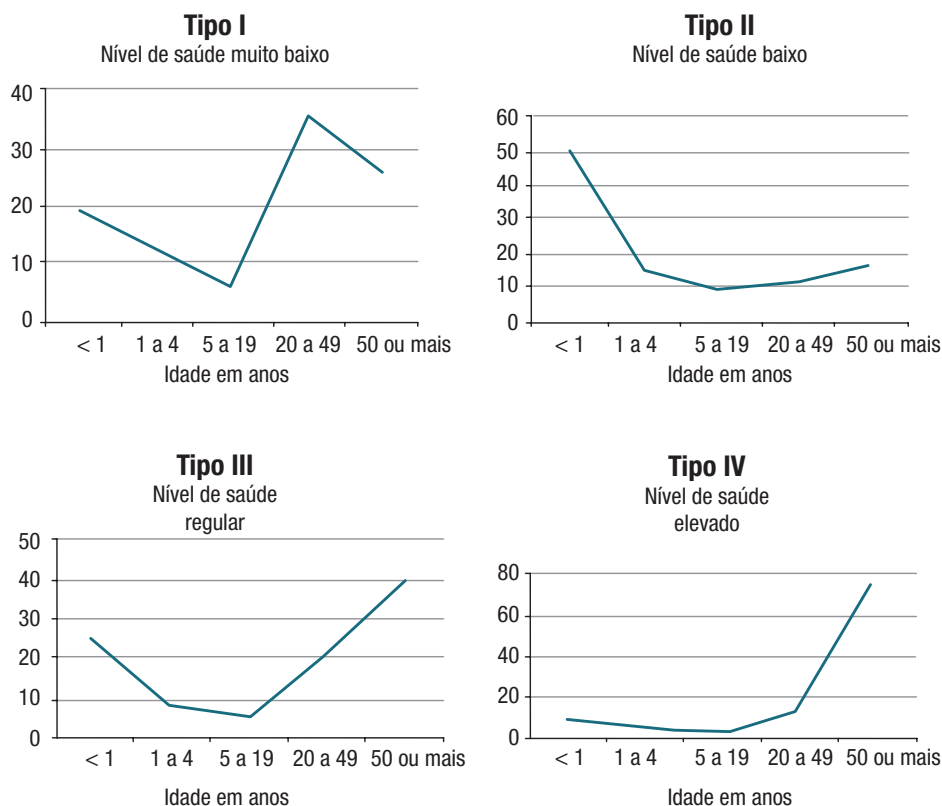 Tipo I
Nível de saúde muito baixo
40
30
20
10
0
< 1 1 a 4 5 a 19 20 a 49 50 ou mais
Idade em anos
Tipo II
Nível de saúde baixo
60
50
40
30
20
10
0
< 1 1 a 4 5 a 19 20 a 49 50 ou mais
Idade em anos
Tipo III
Nível de saúde
regular
50
40
30
20
10
0
< 1 1 a 4 5 a 19 20 a 49 50 ou mais
Idade em anos
Tipo IV
Nível de saúde
elevado
80
60
40
20
0
< 1 1 a 4 5 a 19 20 a 49 50 ou mais
Idade em anos